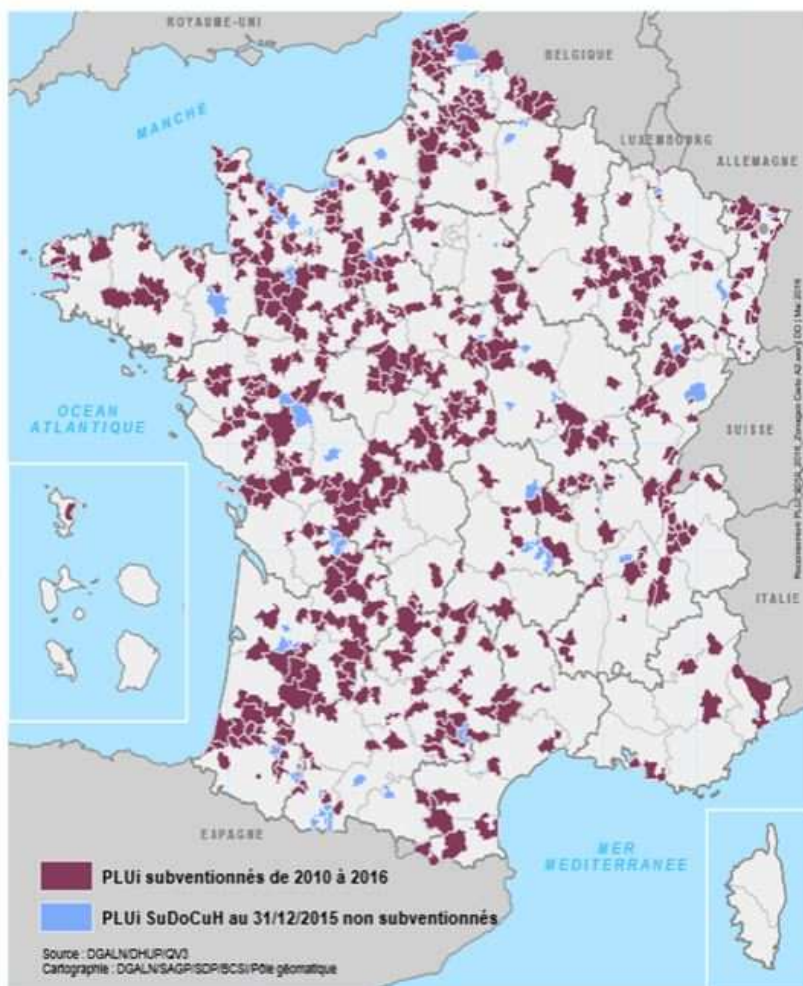 ROYAUME-UNI
BELGIQUE
MANCHE
LUXEMBOURG
ALLEMAGNE
OCEAN
ATLANTIQUE
SUISSE
ITALIE
ESPAGNE
MER
MEDITERRANEE
PLUi subventionnés de 2010 à 2016
PLUi SuDoCuH au 31/12/2015 non subventionnés
Source : DGALN/DHUP/QV3
Cartographie : DGALN/SAGP/SDP/BCSI/Pôle géomatique